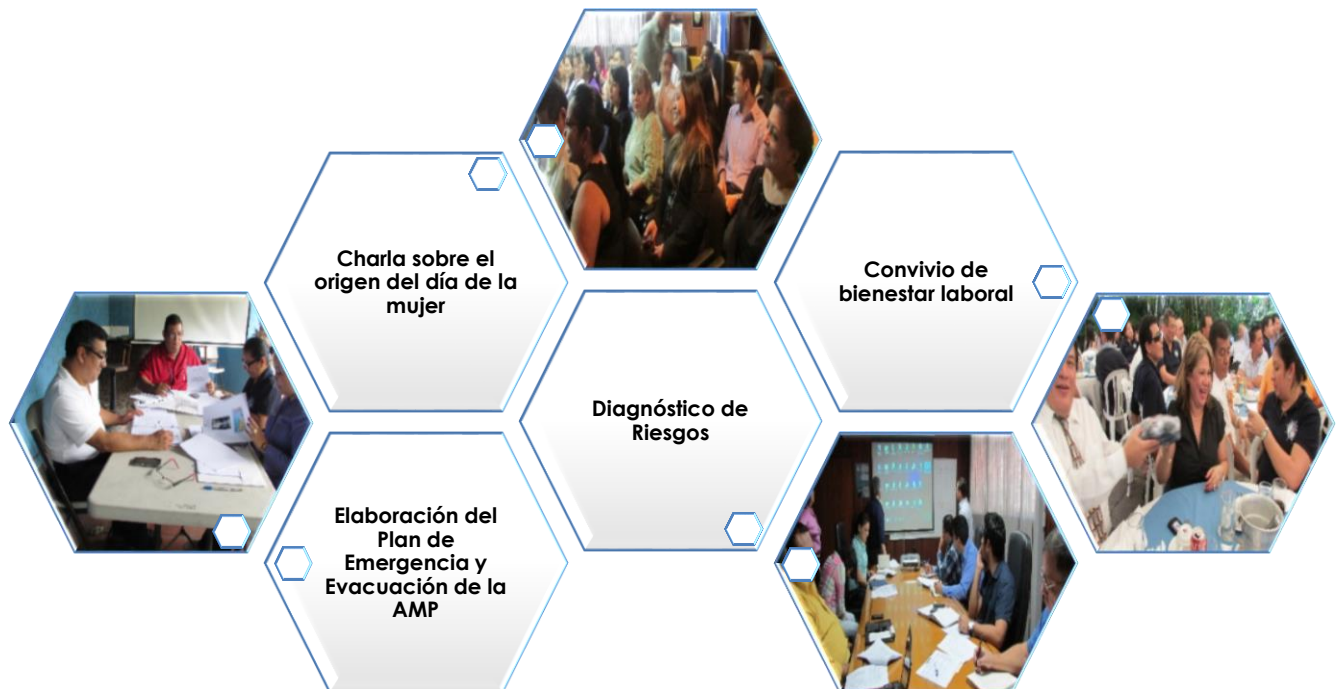 Charla sobre el
origen del día de la
mujer
Convivio de
bienestar laboral
Diagnóstico de
Riesgos
Elaboración del
Plan de
Emergencia y
Evacuación de la
AMP